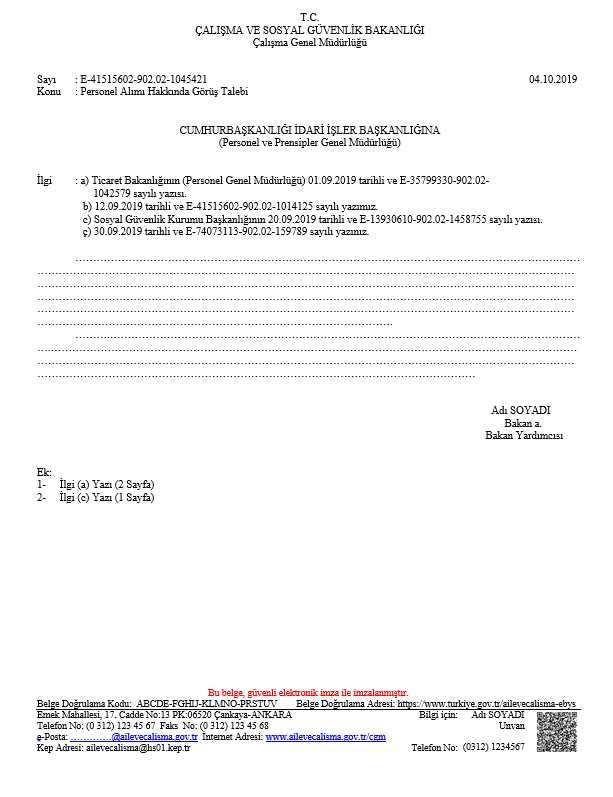 T.C.
ÇALIŞMA VE SOSYAL GÜVENLİK BAKANLIĞI
Çalışma Genel Müdürlüğü
Sayı : E-41515602-902.02-1045421 04.10.2019
Konu : Personel Alımı Hakkında Görüş Talebi
CUMHURBAŞKANLIĞI İDARİ İŞLER BAŞKANLIĞINA
(Personel ve Prensipler Genel Müdürlüğü)
İlgi : a) Ticaret Bakanlığının (Personel Genel Müdürlüğü) 01.09.2019 tarihli ve E-35799330-902.02-
1042579 sayılı yazısı.
b) 12.09.2019 tarihli ve E-41515602-902.02-1014125 sayılı yazımız.
c) Sosyal Güvenlik Kurumu Başkanlığının 20.09.2019 tarihli ve E-13930610-902.02-1458755 sayılı yazısı.
ç) 30.09.2019 tarihli ve E-74073113-902.02-159789 sayılı yazınız.
Adı SOYADI
Bakan a.
Bakan Yardımcısı
Ek:
1- İlgi (a) Yazı (2 Sayfa)
2- İlgi (c) Yazı (1 Sayfa)
Bu belge, güvenli elektronik imza ile imzalanmıştır.
Belge Doğrulama Kodu: ABCDE-FGHIJ-KLMNO-PRSTUV Belge Doğrulama Adresi: https://www.turkiye.gov.tr/ailevecalisma-ebys
Emek Mahallesi, 17. Cadde No:13 PK:06520 Çankaya-ANKARA Bilgi için: Adı SOYADI
Telefon No: (0 312) 123 45 67 Faks No: (0 312) 123 45 68 Unvan
e-Posta: .............@ailevecalisma.gov.tr İnternet Adresi: www.ailevecalisma.gov.tr/cgm
Kep Adresi: ailevecalisma@hs01.kep.tr Telefon No: (0312) 1234567